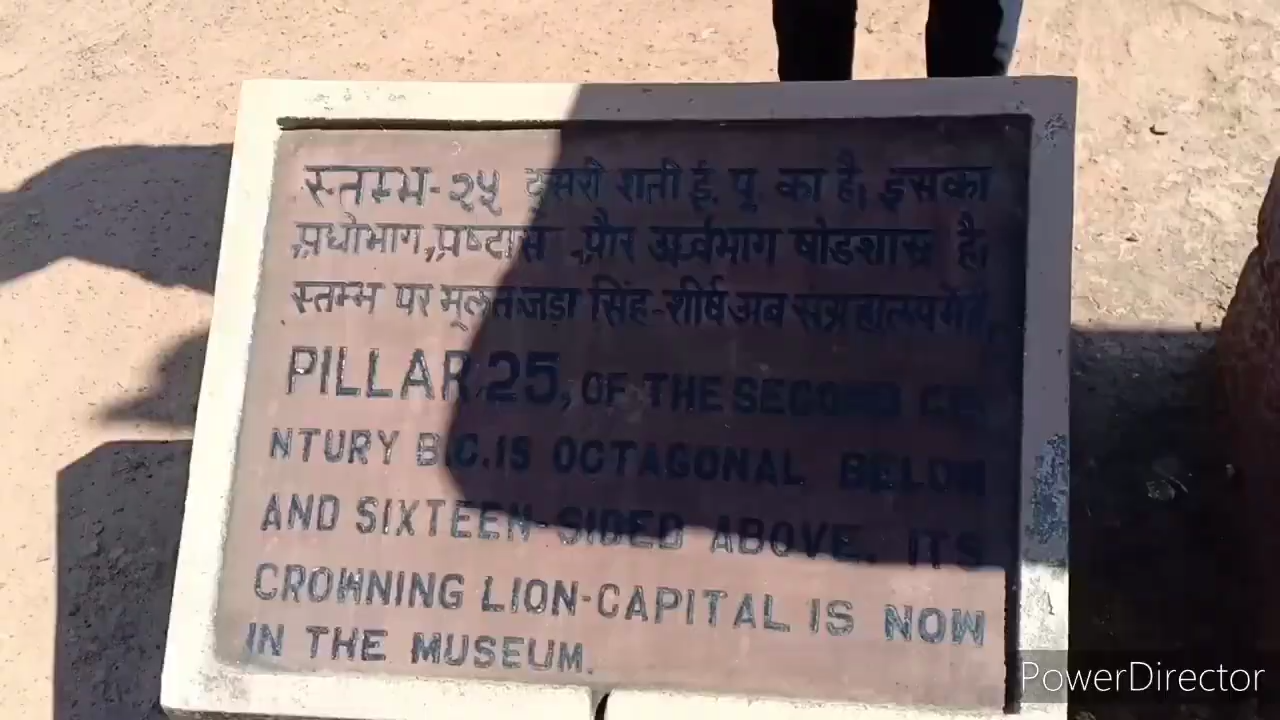 स्तम्भ-२५ दूसरी शती ई. पू. का है। इसका
अधोभाग अष्टास्र और ऊर्ध्वभाग षोडशास्र है।
स्तम्भ पर मूलतः जड़ा सिंह-शीर्ष अब
PILLAR 25, OF THE SECOND CE-
NTURY B.C.IS OCTAGONAL BELOW
AND SIXTEEN-SIDED ABOVE. ITS
CROWNING LION-CAPITAL IS NOW
IN THE MUSEUM.
PowerDirector